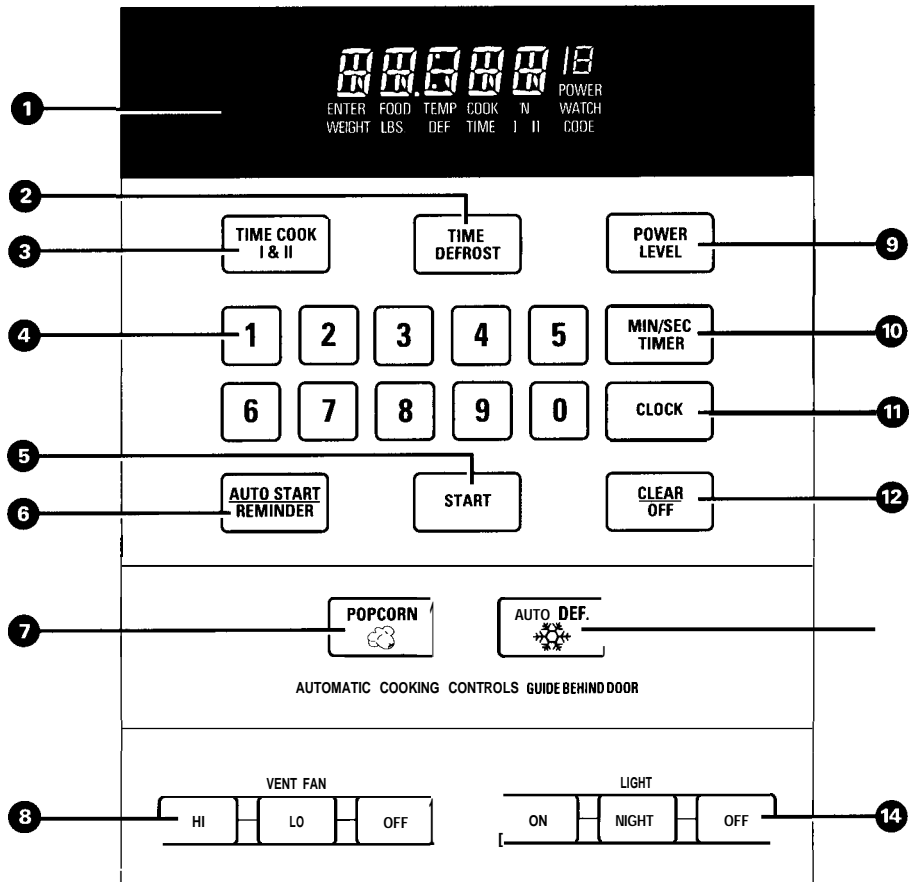 18
POWER
1 ENTER FOOD TEMP COOK 'N WATCH
WEIGHT LBS DEF TIME I II CODE
2
3 TIME COOK I & II
TIME DEFROST
POWER LEVEL 9
4 1 2 3 4 5 MIN/SEC TIMER 10
6 7 8 9 0 CLOCK 11
5
6 AUTO START REMINDER
START
CLEAR OFF 12
7 POPCORN
AUTO DEF.
AUTOMATIC COOKING CONTROLS GUIDE BEHIND DOOR
VENT FAN
LIGHT
8 HI LO OFF
ON NIGHT OFF 14